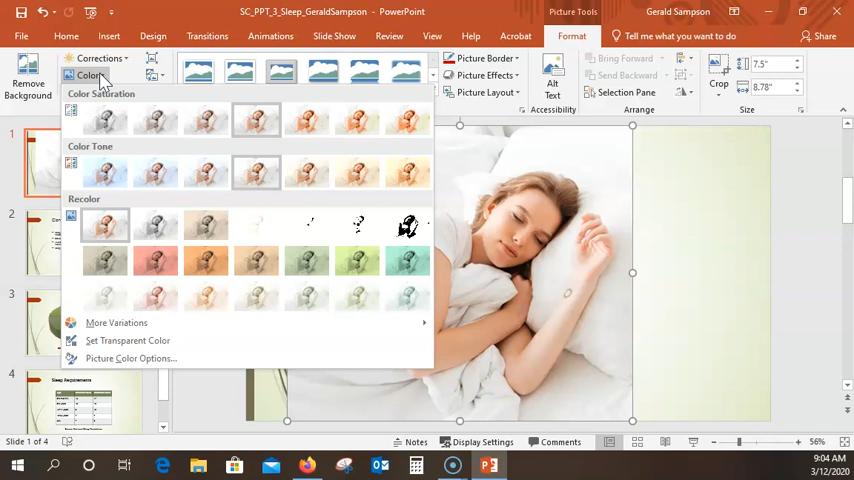 SC_PPT_3_Sleep_GeraldSampson - PowerPoint
Picture Tools
Gerald Sampson
File Home Insert Design Transitions Animations Slide Show Review View Help Acrobat Format Tell me what you want to do Share
Remove Background
Corrections
Color
Picture Border
Picture Effects
Picture Layout
Alt Text
Accessibility
Bring Forward
Send Backward
Selection Pane
Arrange
Crop
7.5"
8.78"
Size
Color Saturation
Color Tone
Recolor
More Variations
Set Transparent Color
Picture Color Options...
1
2
3
4
Sleep Requirements
Slide 1 of 4
Notes
Display Settings
Comments
56%
9:04 AM
3/12/2020